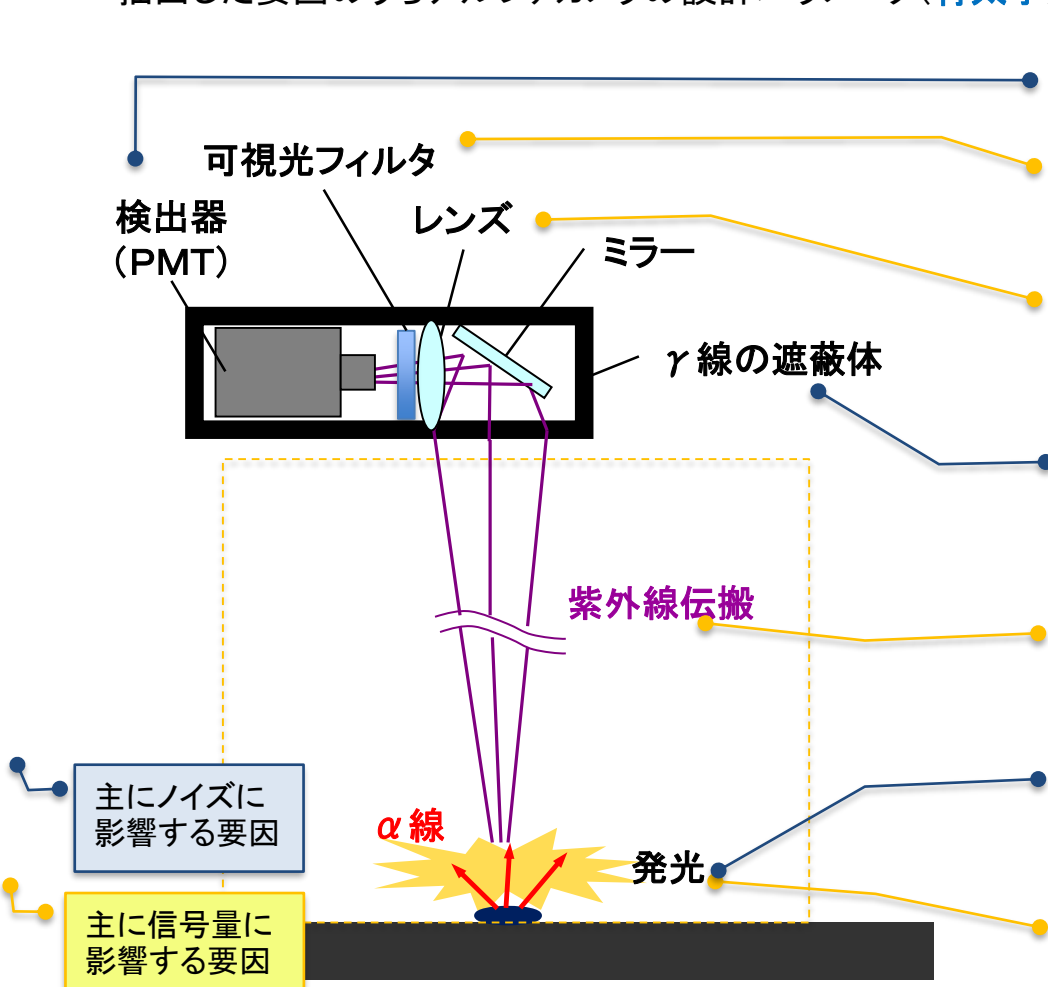 可視光フィルタ
検出器
（PMT）
レンズ
ミラー
γ線の遮蔽体
紫外線伝搬
主にノイズに
影響する要因
α線
発光
主に信号量に
影響する要因